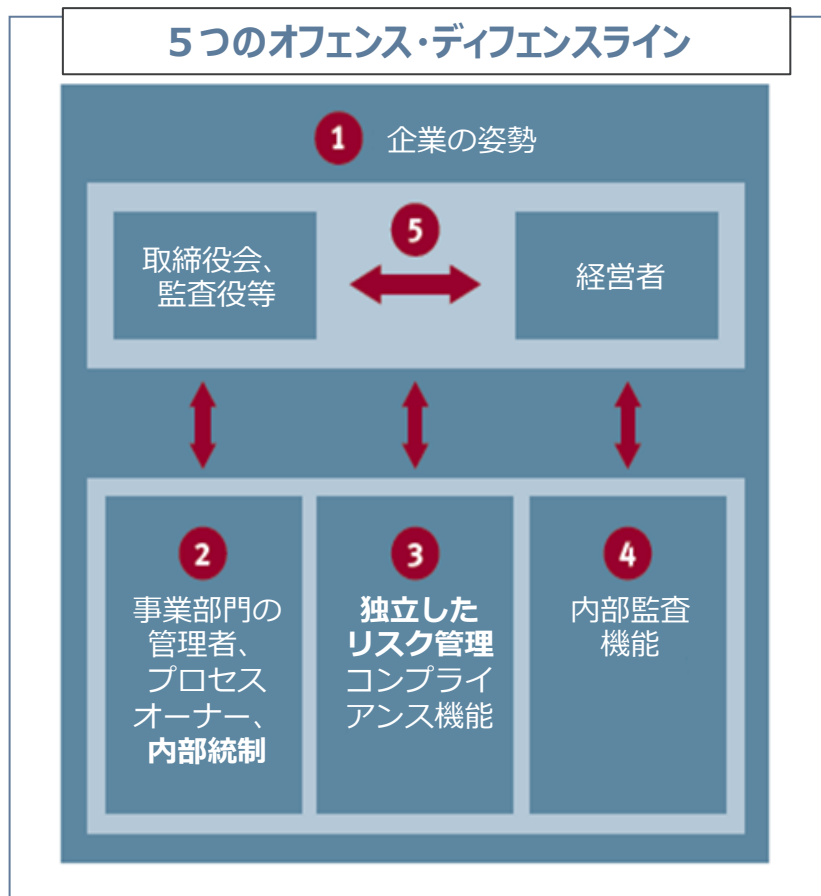 ５つのオフェンス・ディフェンスライン
1 企業の姿勢
取締役会、
監査役等
5
経営者
2
事業部門の
管理者、
プロセス
オーナー、
内部統制
3
独立した
リスク管理
コンプライ
アンス機能
4
内部監査
機能